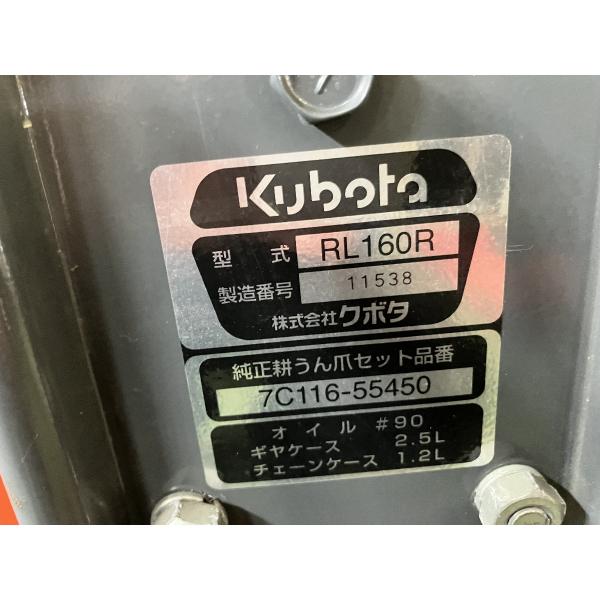 Kubota
型式 RL160R
製造番号 11538
株式会社クボタ
純正耕うん爪セット品番
7C116-55450
オイル #90
ギヤケース 2.5L
チェーンケース 1.2L